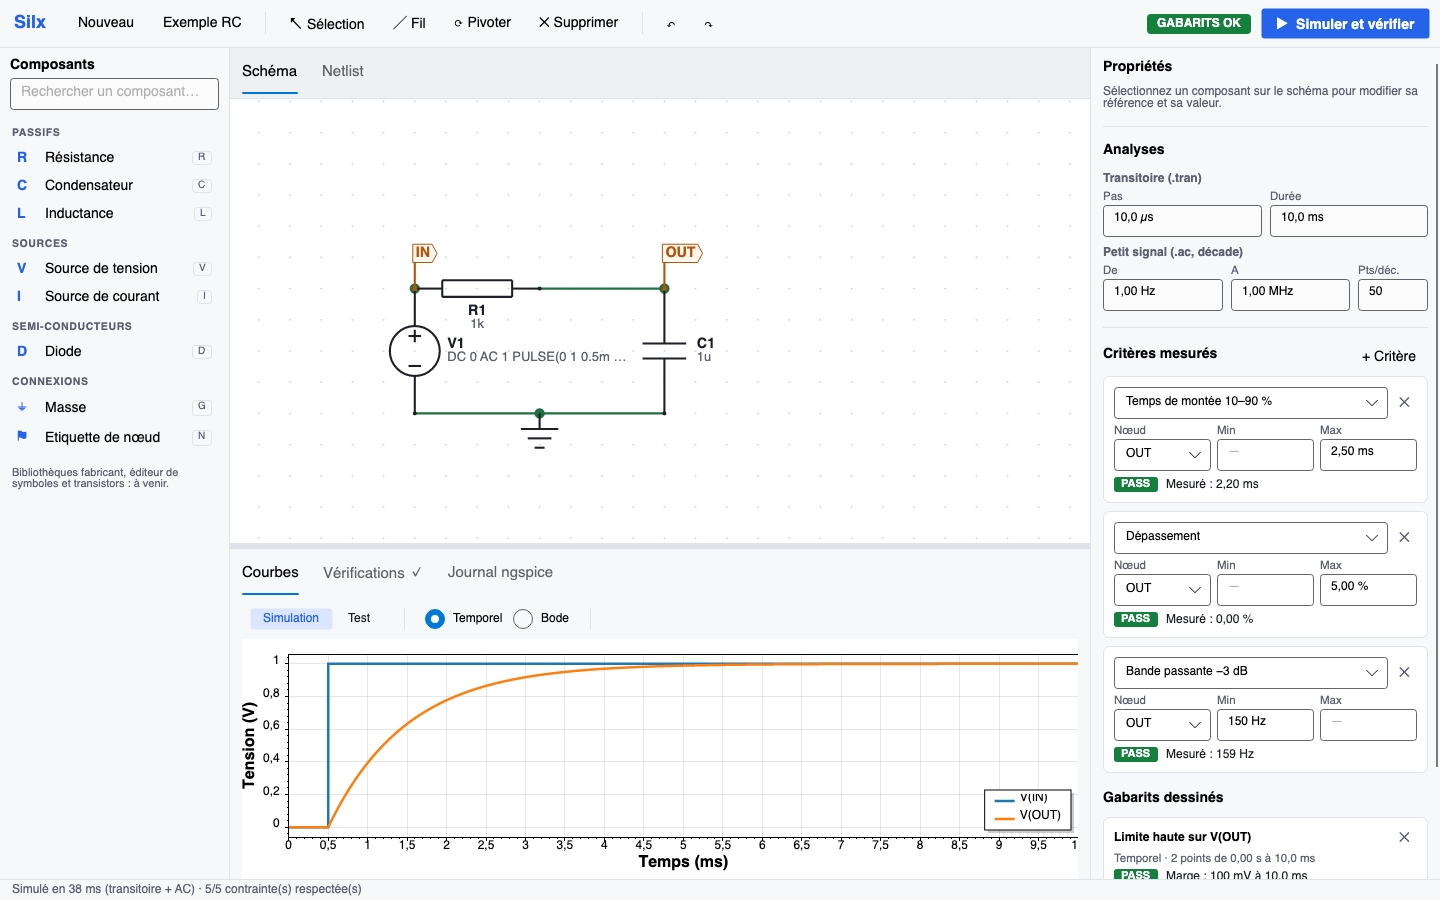 Silx
Nouveau
Exemple RC
Sélection
Fil
Pivoter
Supprimer
GABARITS OK
Simuler et vérifier
Composants
Rechercher un composant…
PASSIFS
R Résistance R
C Condensateur C
L Inductance L
SOURCES
V Source de tension V
I Source de courant I
SEMI-CONDUCTEURS
D Diode D
CONNEXIONS
Masse G
Etiquette de nœud N
Bibliothèques fabricant, éditeur de
symboles et transistors : à venir.
Schéma
Netlist
IN
OUT
R1
1k
V1
DC 0 AC 1 PULSE(0 1 0.5m …
C1
1u
Courbes
Vérifications ✓
Journal ngspice
Simulation
Test
Temporel
Bode
Tension (V)
1
0,8
0,6
0,4
0,2
0
0 0,5 1 1,5 2 2,5 3 3,5 4 4,5 5 5,5 6 6,5 7 7,5 8 8,5 9 9,5
Temps (ms)
V(IN)
V(OUT)
Propriétés
Sélectionnez un composant sur le schéma pour modifier sa
référence et sa valeur.
Analyses
Transitoire (.tran)
Pas Durée
10,0 µs 10,0 ms
Petit signal (.ac, décade)
De A Pts/déc.
1,00 Hz 1,00 MHz 50
Critères mesurés
+ Critère
Temps de montée 10–90 %
Nœud Min Max
OUT — 2,50 ms
PASS Mesuré : 2,20 ms
Dépassement
Nœud Min Max
OUT — 5,00 %
PASS Mesuré : 0,00 %
Bande passante –3 dB
Nœud Min Max
OUT 150 Hz —
PASS Mesuré : 159 Hz
Gabarits dessinés
Limite haute sur V(OUT)
Temporel · 2 points de 0,00 s à 10,0 ms
PASS Marge : 100 mV à 10,0 ms
Simulé en 38 ms (transitoire + AC) · 5/5 contrainte(s) respectée(s)